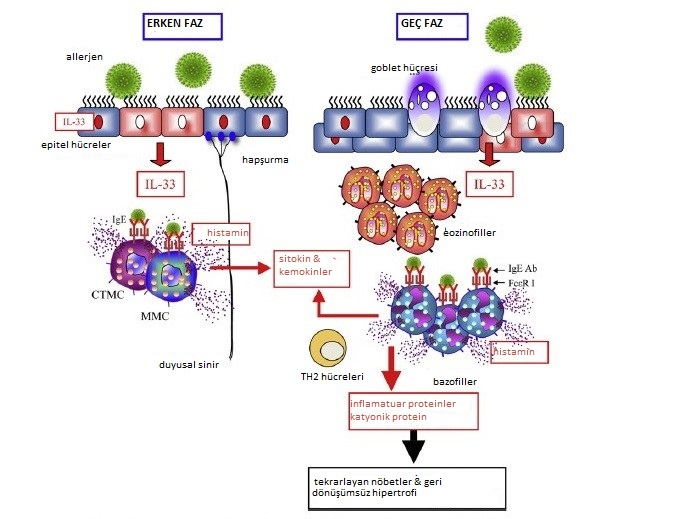 ERKEN FAZ
allerjen
IL-33
epitel hücreler
hapşurma
IL-33
IgE
histamin
CTMC
MMC
duyusal sinir
sitokin &
kemokinler
GEÇ FAZ
goblet hücresi
IL-33
eozinofiller
IgE Ab
FcεR I
histamin
TH2 hücreleri
bazofiller
inflamatuar proteinler
katyonik protein
tekrarlayan nöbetler & geri
dönüşümsüz hipertrofi